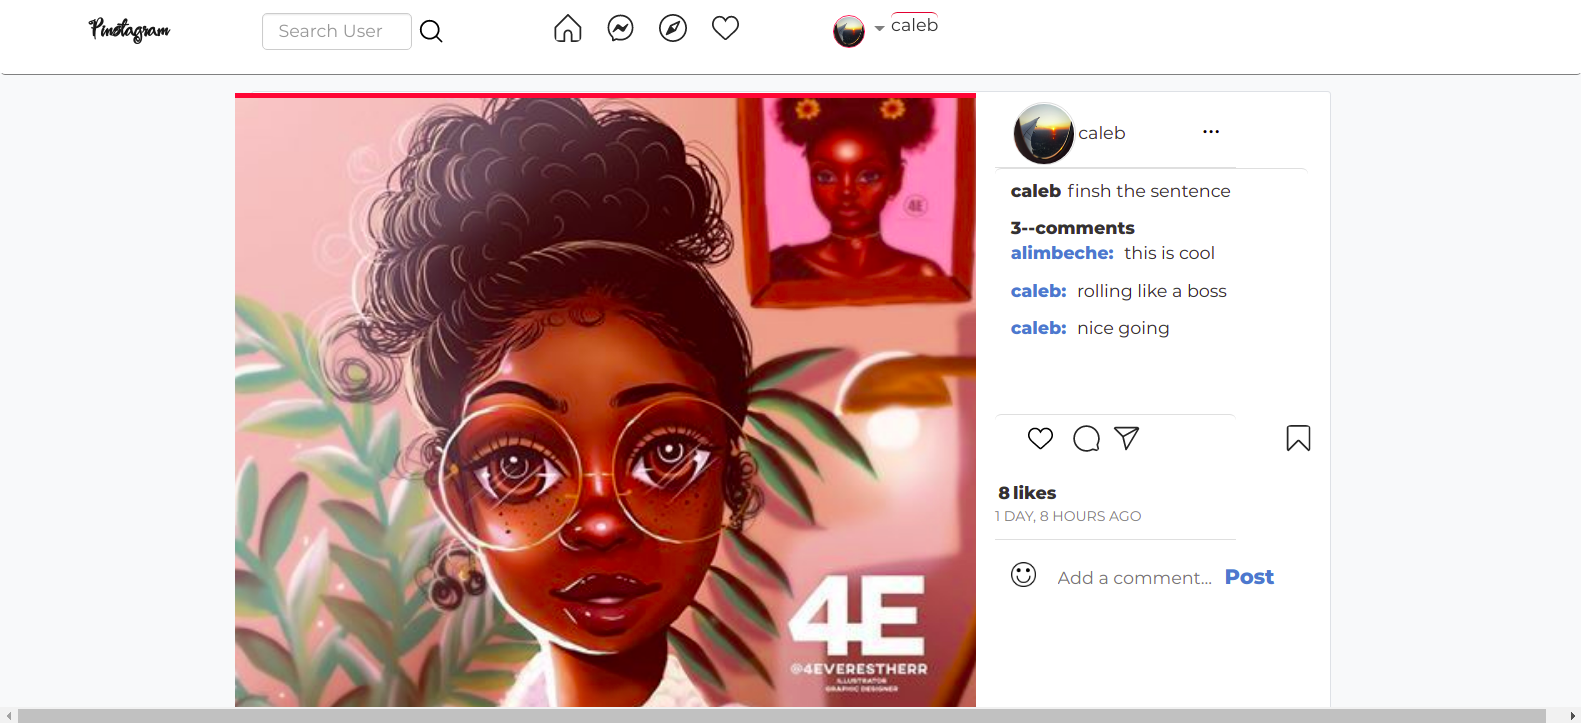 Pinstagram
Search User
caleb
caleb
caleb finsh the sentence
3--comments
alimbeche: this is cool
caleb: rolling like a boss
caleb: nice going
8 likes
1 DAY, 8 HOURS AGO
Add a comment... Post
4E
4E
@4EVERESTHERR
ILLUSTRATOR
GRAPHIC DESIGNER